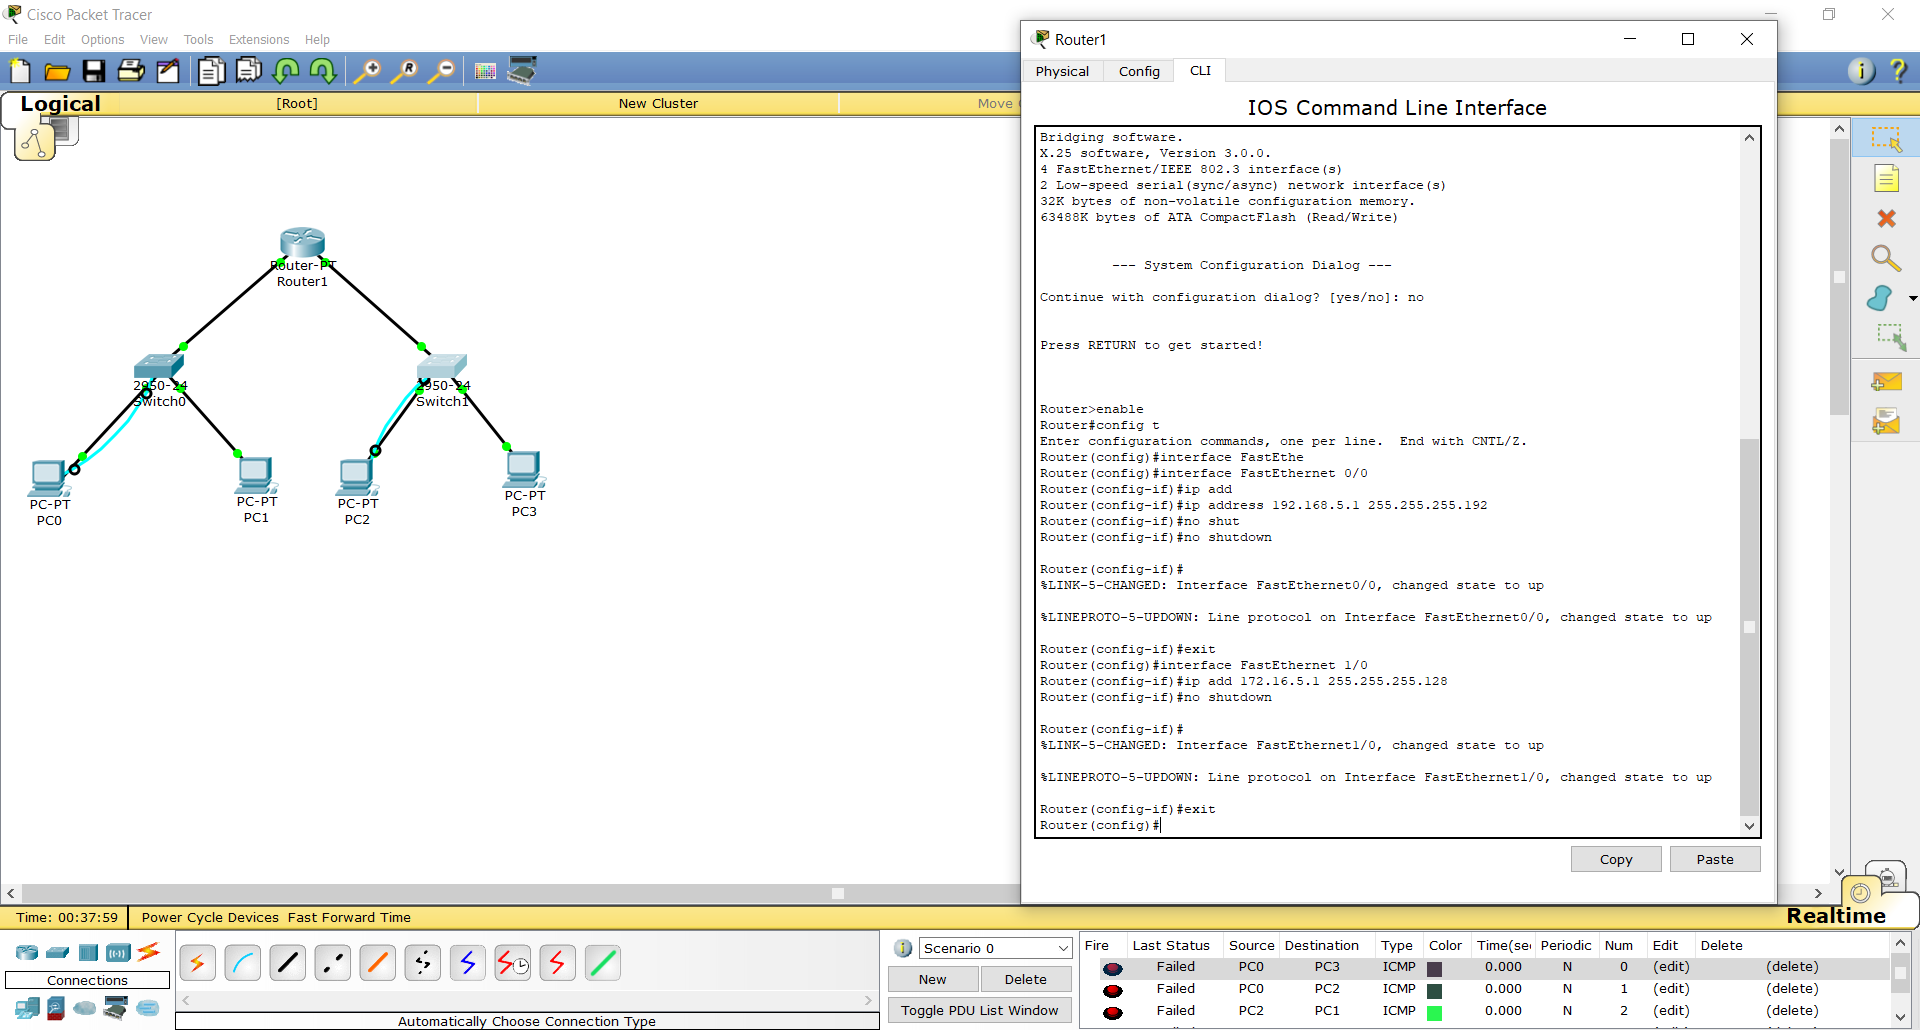 Cisco Packet Tracer
File Edit Options View Tools Extensions Help
Logical [Root] New Cluster Move
Router-PT
Router1
2950-24
Switch0
2950-24
Switch1
PC-PT
PC0
PC-PT
PC1
PC-PT
PC2
PC-PT
PC3
Router1
Physical Config CLI
IOS Command Line Interface
Bridging software.
X.25 software, Version 3.0.0.
4 FastEthernet/IEEE 802.3 interface(s)
2 Low-speed serial(sync/async) network interface(s)
32K bytes of non-volatile configuration memory.
63488K bytes of ATA CompactFlash (Read/Write)
--- System Configuration Dialog ---
Continue with configuration dialog? [yes/no]: no
Press RETURN to get started!
Router>enable
Router#config t
Enter configuration commands, one per line.  End with CNTL/Z.
Router(config)#interface FastEthe
Router(config)#interface FastEthernet 0/0
Router(config-if)#ip add
Router(config-if)#ip address 192.168.5.1 255.255.255.192
Router(config-if)#no shut
Router(config-if)#no shutdown
Router(config-if)#
%LINK-5-CHANGED: Interface FastEthernet0/0, changed state to up
%LINEPROTO-5-UPDOWN: Line protocol on Interface FastEthernet0/0, changed state to up
Router(config-if)#exit
Router(config)#interface FastEthernet 1/0
Router(config-if)#ip add 172.16.5.1 255.255.255.128
Router(config-if)#no shutdown
Router(config-if)#
%LINK-5-CHANGED: Interface FastEthernet1/0, changed state to up
%LINEPROTO-5-UPDOWN: Line protocol on Interface FastEthernet1/0, changed state to up
Router(config-if)#exit
Router(config)#
Copy Paste
Time: 00:37:59 Power Cycle Devices Fast Forward Time
Realtime
Connections
Automatically Choose Connection Type
Scenario 0
New Delete
Toggle PDU List Window
Fire Last Status Source Destination Type Color Time(se Periodic Num Edit Delete
Failed PC0 PC3 ICMP 0.000 N 0 (edit) (delete)
Failed PC0 PC2 ICMP 0.000 N 1 (edit) (delete)
Failed PC2 PC1 ICMP 0.000 N 2 (edit) (delete)